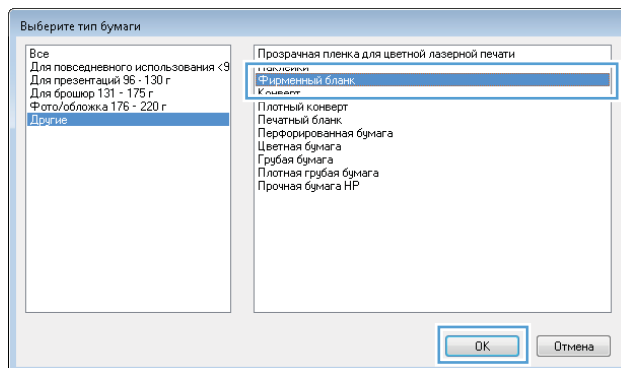 Выберите тип бумаги
Все
Для повседневного использования <9
Для презентаций 96 - 130 г
Для брошюр 131 - 175 г
Фото/обложка 176 - 220 г
Другие
Прозрачная пленка для цветной лазерной печати
Наклейки
Фирменный бланк
Конверт
Плотный конверт
Печатный бланк
Перфорированная бумага
Цветная бумага
Грубая бумага
Плотная грубая бумага
Прочная бумага HP
OK
Отмена